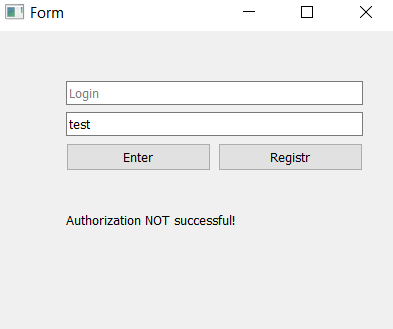 Form
Login
test
Enter Registr
Authorization NOT successful!